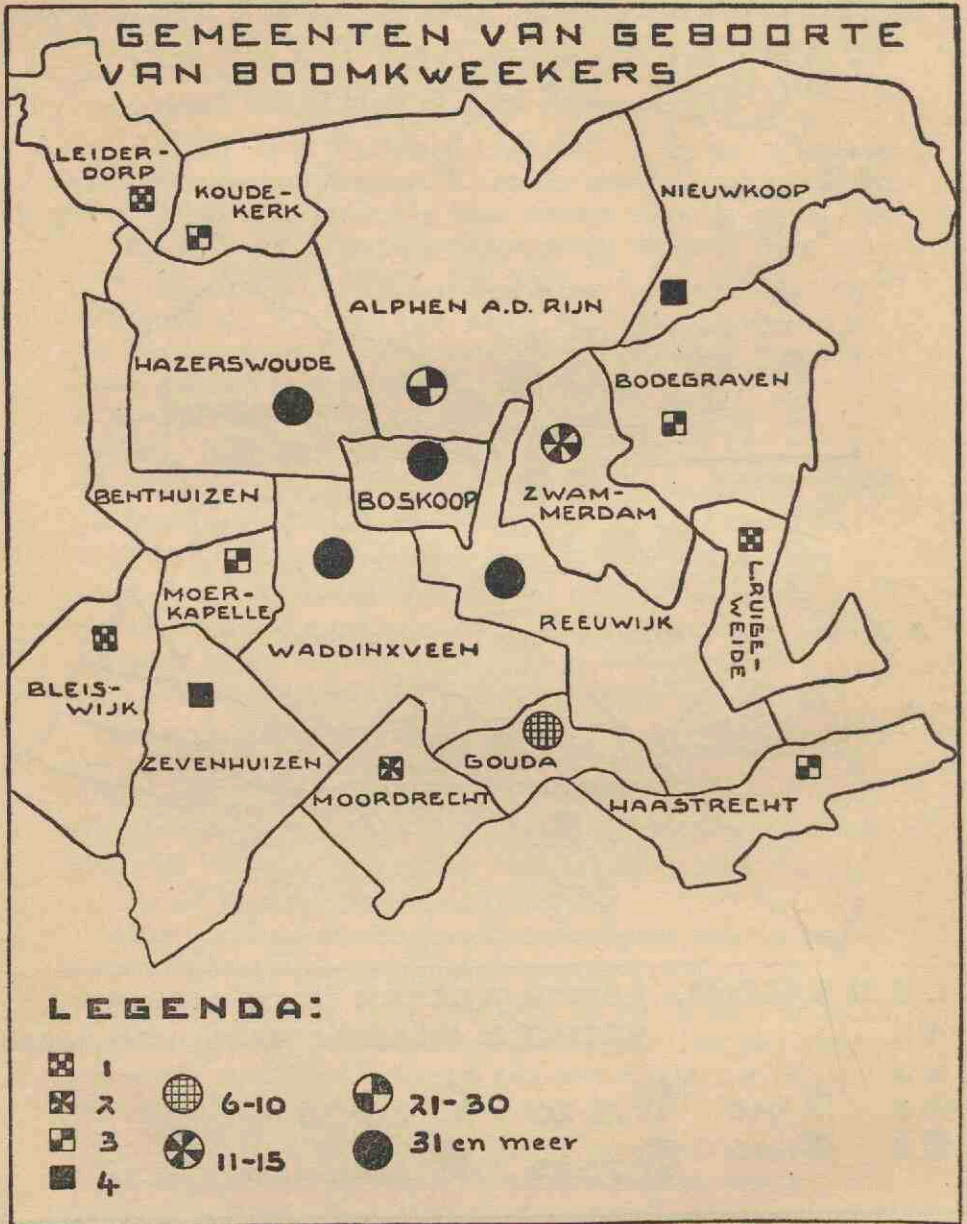 GEMEENTEN VAN GEBOORTE
VAN BOOMKWEEKERS
LEIDER-
DORP
KOUDE-
KERK
NIEUWKOOP
ALPHEN A.D. RIJN
HAZERSWOUDE
BODEGRAVEN
BENTHUIZEN
BOSKOOP
ZWAM-
MERDAM
MOER-
KAPELLE
L.RUIGE-
WEIDE
REEUWIJK
WADDINXVEEN
BLEIS-
WIJK
ZEVENHUIZEN
GOUDA
MOORDRECHT
HAASTRECHT
LEGENDA:
1
2
3
4
6-10
11-15
21-30
31 en meer